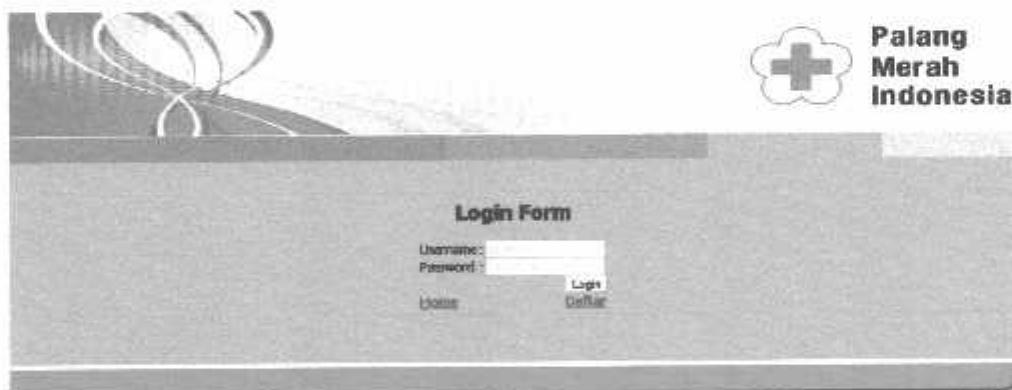 Palang
Merah
Indonesia
Login Form
Username :
Password :
Login
Home Daftar